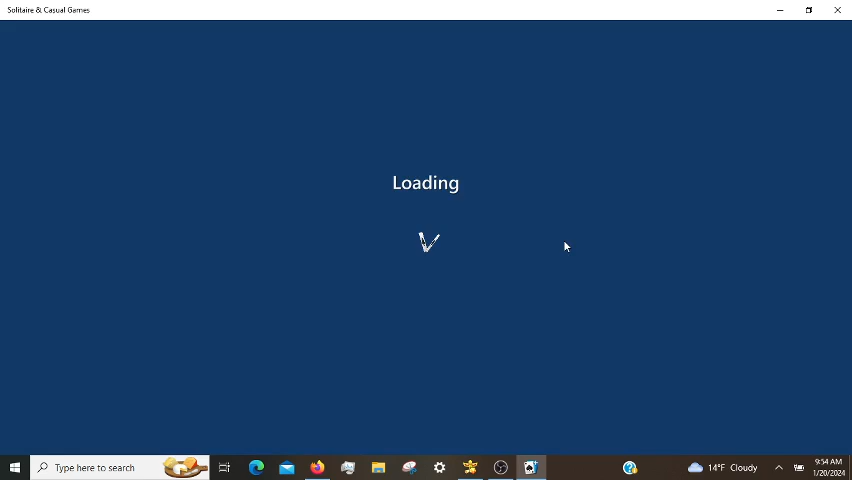 Solitaire & Casual Games
Loading
Type here to search
14°F Cloudy
9:54 AM
1/20/2024